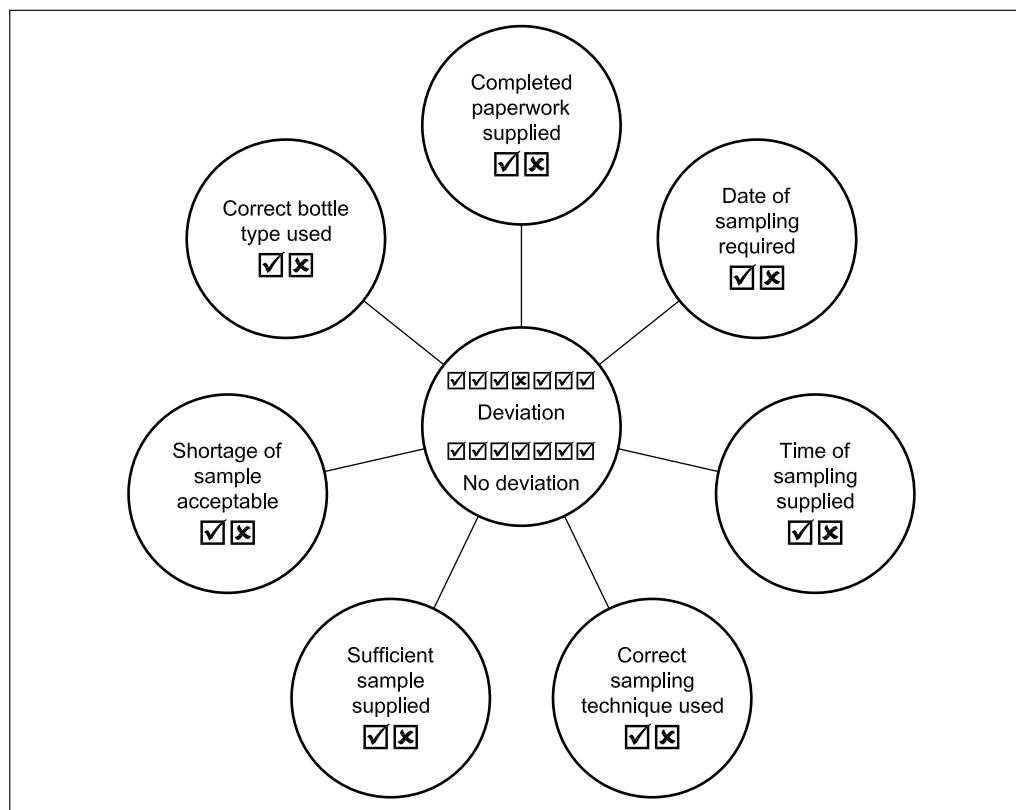 Completed
paperwork
supplied
☑ ☒
Date of
sampling
required
☑ ☒
Time of
sampling
supplied
☑ ☒
Correct
sampling
technique used
☑ ☒
Sufficient
sample
supplied
☑ ☒
Shortage of
sample
acceptable
☑ ☒
Correct bottle
type used
☑ ☒
☑☑☑☒☑☑☑
Deviation
☑☑☑☑☑☑☑
No deviation